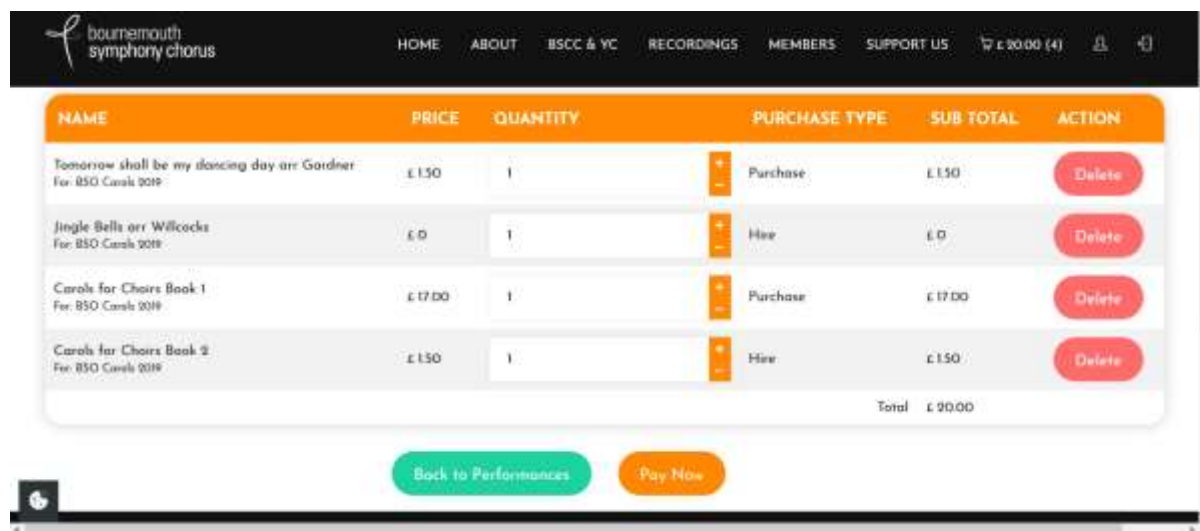 bournemouth
symphony chorus
HOME ABOUT BSCC & YC RECORDINGS MEMBERS SUPPORT US £ 20.00 (4)
NAME PRICE QUANTITY PURCHASE TYPE SUB TOTAL ACTION
Tomorrow shall be my dancing day arr Gardner
For: BSO Carols 2019
£ 1.50 1 + - Purchase £ 1.50 Delete
Jingle Bells arr Willcocks
For: BSO Carols 2019
£ 0 1 + - Hire £ 0 Delete
Carols for Choirs Book 1
For: BSO Carols 2019
£ 17.00 1 + - Purchase £ 17.00 Delete
Carols for Choirs Book 2
For: BSO Carols 2019
£ 1.50 1 + - Hire £ 1.50 Delete
Total £ 20.00
Back to Performances Pay Now